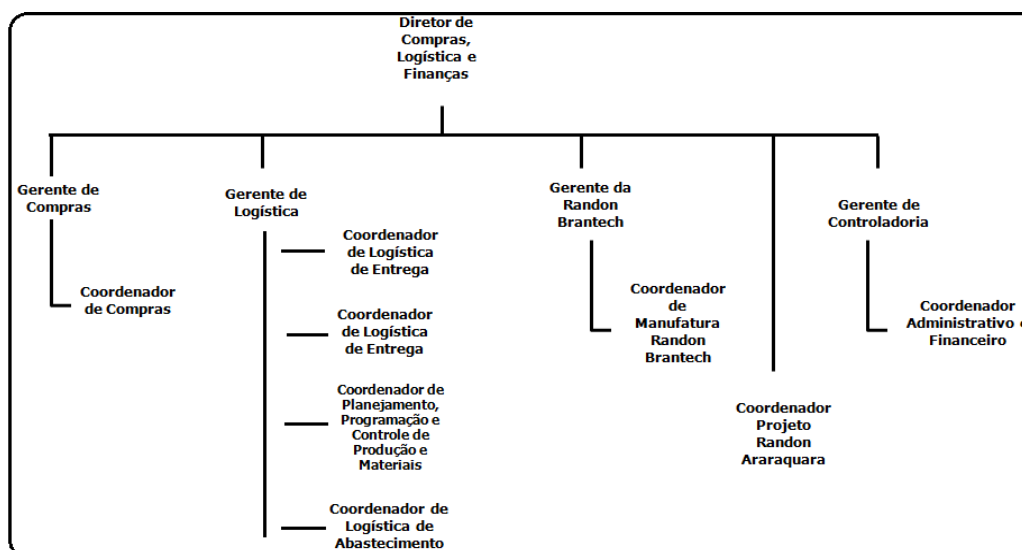 Diretor de
Compras,
Logística e
Finanças
Gerente de
Compras
Coordenador
de Compras
Gerente de
Logística
Coordenador
de Logística
de Entrega
Coordenador
de Logística
de Entrega
Coordenador de
Planejamento,
Programação e
Controle de
Produção e
Materiais
Coordenador de
Logística de
Abastecimento
Gerente da
Randon
Brantech
Coordenador
de
Manufatura
Randon
Brantech
Coordenador
Projeto
Randon
Araraquara
Gerente de
Controladoria
Coordenador
Administrativo e
Financeiro